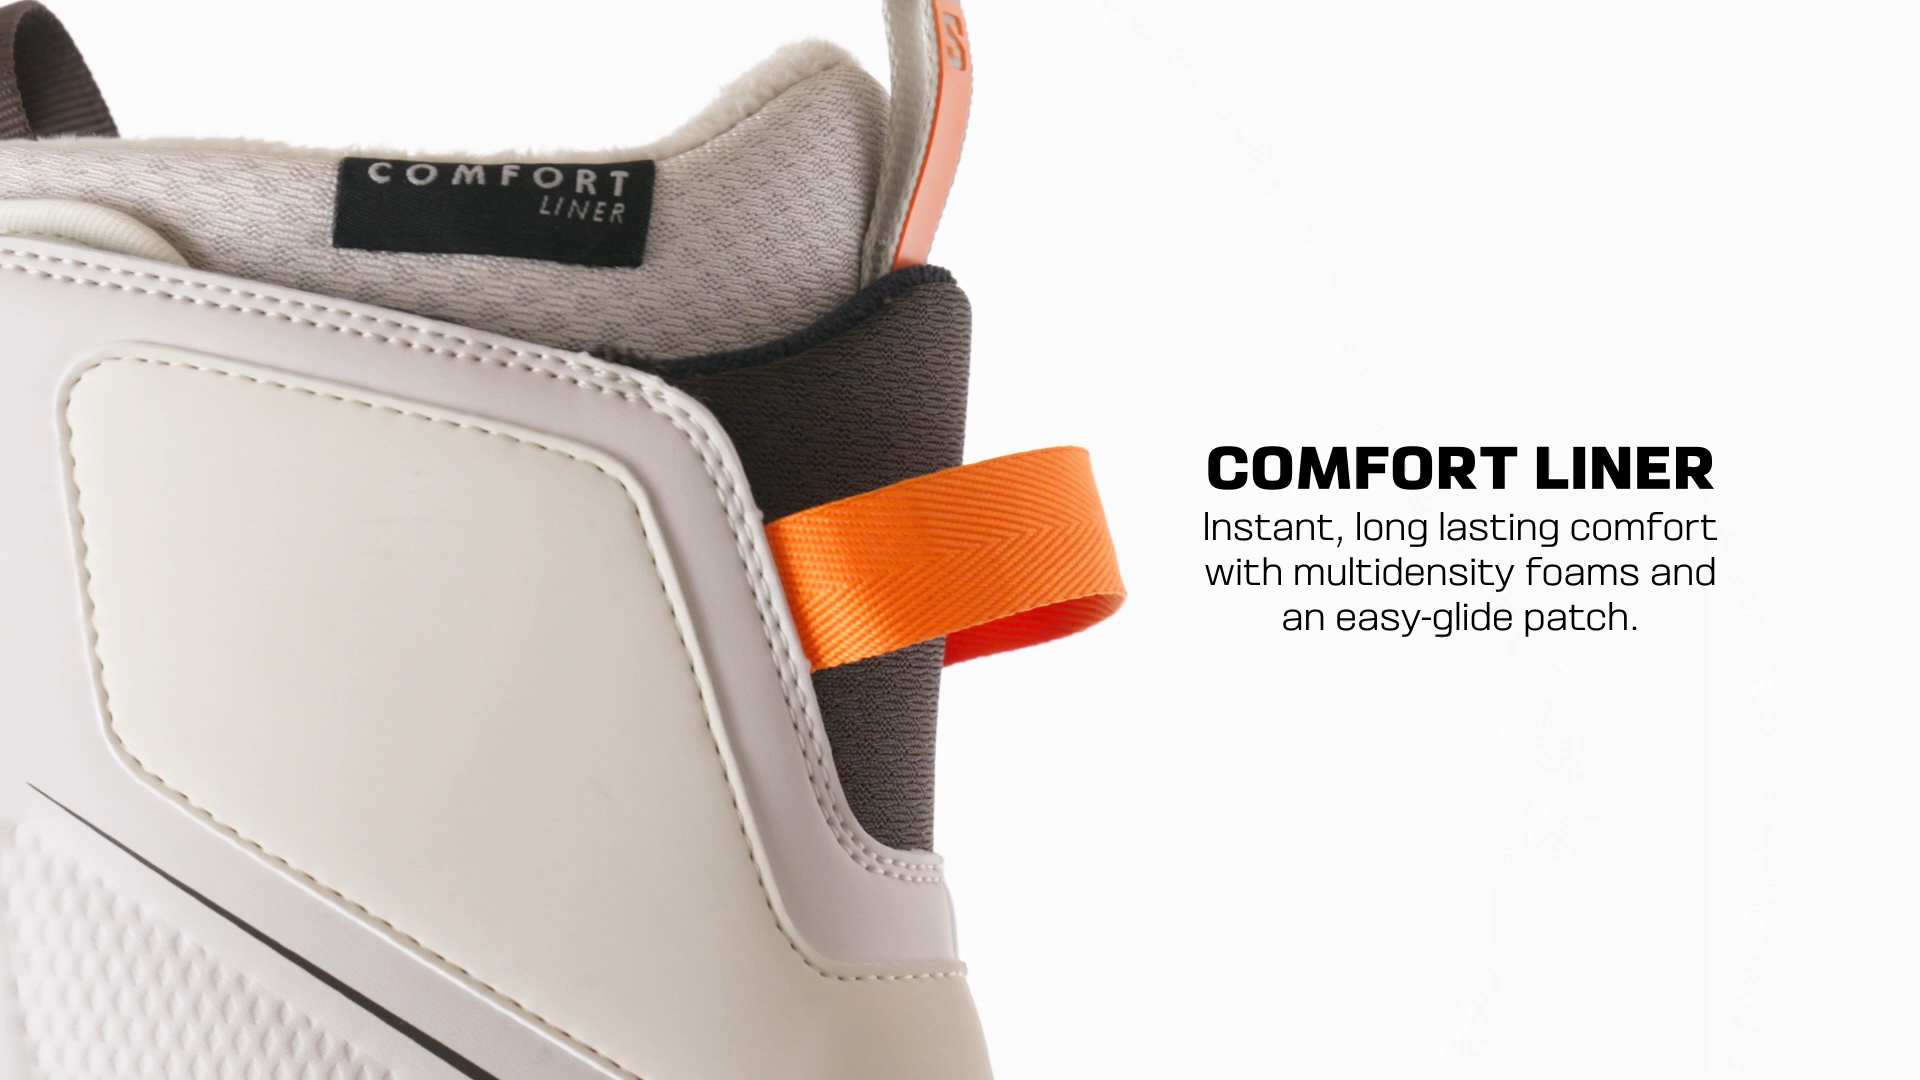 COMFORT
LINER
COMFORT LINER
Instant, long lasting comfort
with multidensity foams and
an easy-glide patch.